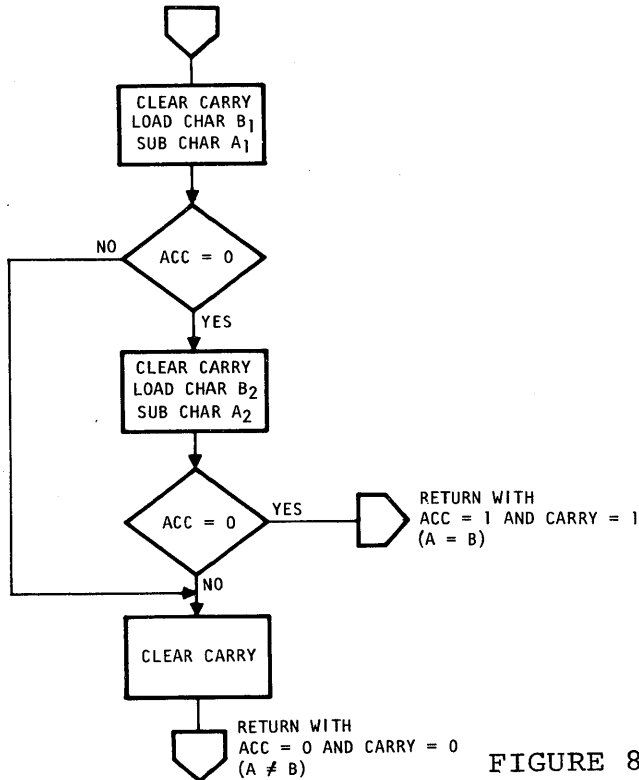 CLEAR CARRY
LOAD CHAR B1
SUB CHAR A1
NO
ACC = 0
YES
CLEAR CARRY
LOAD CHAR B2
SUB CHAR A2
ACC = 0
YES
RETURN WITH
ACC = 1 AND CARRY = 1
(A = B)
NO
CLEAR CARRY
RETURN WITH
ACC = 0 AND CARRY = 0
(A ≠ B)
FIGURE 8